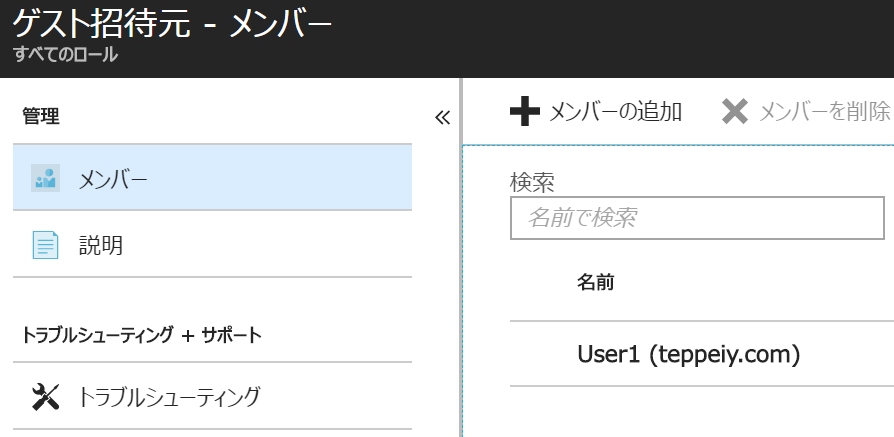 ゲスト招待元 - メンバー
すべてのロール
管理
メンバー
説明
トラブルシューティング + サポート
トラブルシューティング
メンバーの追加 メンバーを削除
検索
名前で検索
名前
User1 (teppeiy.com)